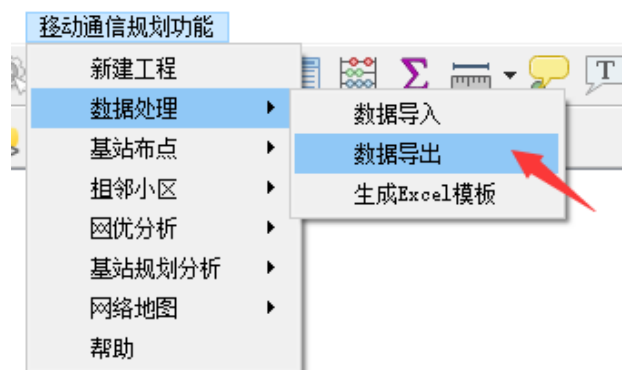 移动通信规划功能
新建工程
数据处理
数据导入
基站布点
数据导出
担邻小区
生成Excel模板
网优分析
基站规划分析
网络地图
帮助
T